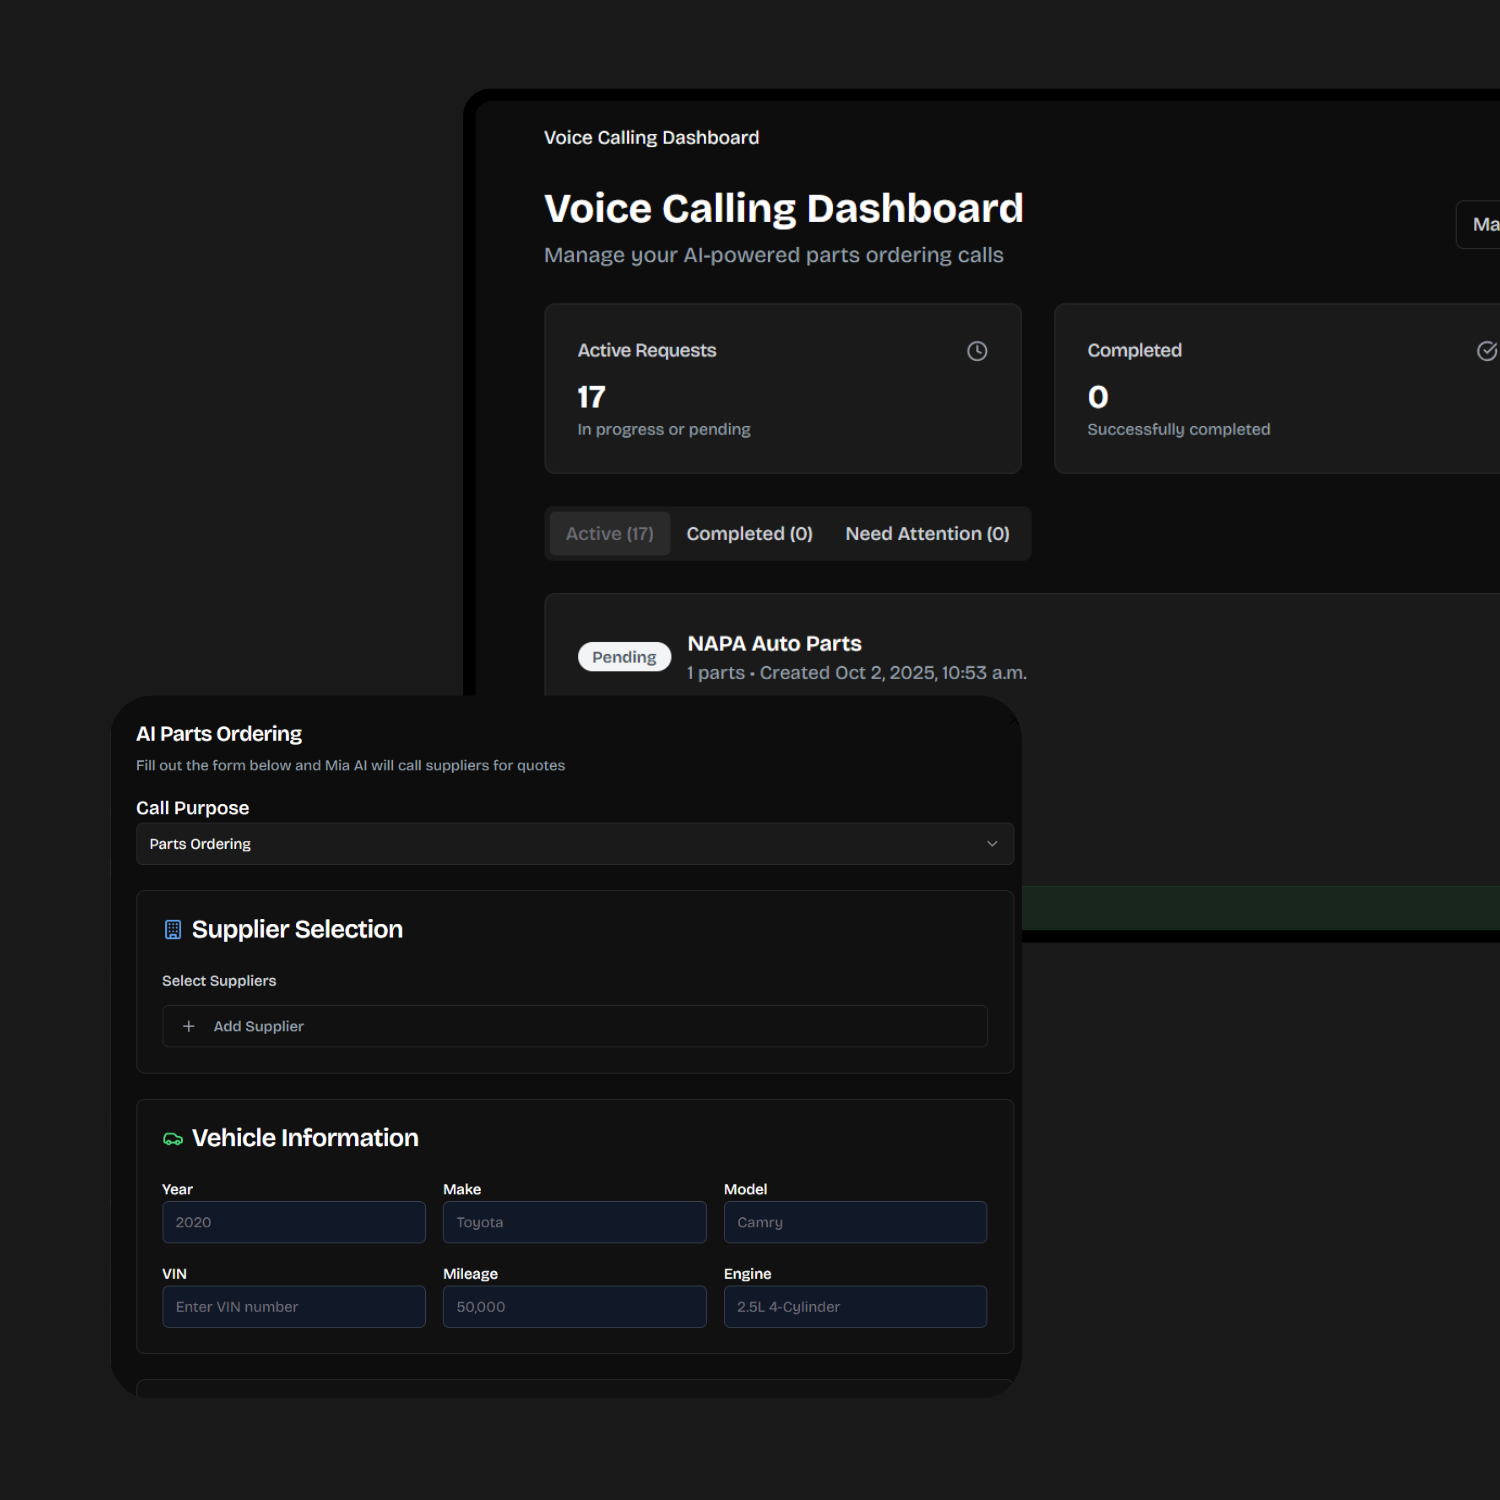 Voice Calling Dashboard
Voice Calling Dashboard
Manage your AI-powered parts ordering calls
Ma
Active Requests
17
In progress or pending
Completed
0
Successfully completed
Active (17) Completed (0) Need Attention (0)
Pending
NAPA Auto Parts
1 parts • Created Oct 2, 2025, 10:53 a.m.
AI Parts Ordering
Fill out the form below and Mia AI will call suppliers for quotes
Call Purpose
Parts Ordering
Supplier Selection
Select Suppliers
+ Add Supplier
Vehicle Information
Year Make Model
2020 Toyota Camry
VIN Mileage Engine
Enter VIN number 50,000 2.5L 4-Cylinder